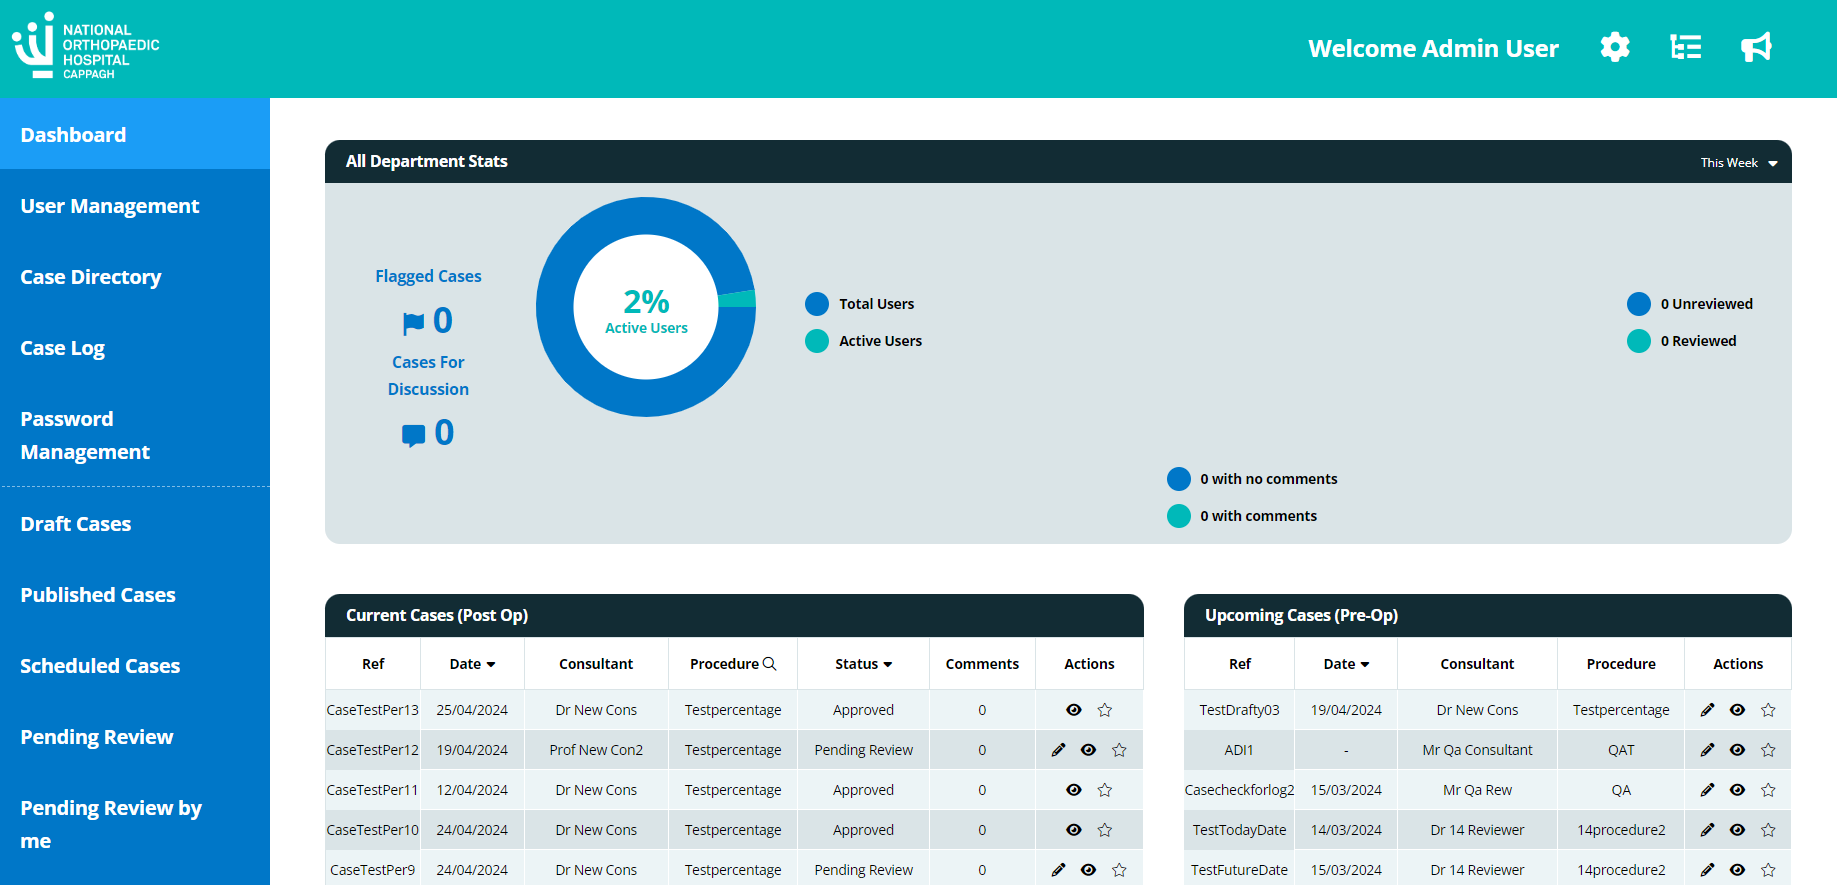 NATIONAL
ORTHOPAEDIC
HOSPITAL
CAPPAGH
Welcome Admin User
Dashboard
User Management
Case Directory
Case Log
Password
Management
Draft Cases
Published Cases
Scheduled Cases
Pending Review
Pending Review by
me
All Department Stats
This Week
Flagged Cases
0
Cases For
Discussion
0
2%
Active Users
Total Users
Active Users
0 Unreviewed
0 Reviewed
0 with no comments
0 with comments
Current Cases (Post Op)
Ref Date Consultant Procedure Status Comments Actions
CaseTestPer13 25/04/2024 Dr New Cons Testpercentage Approved 0
CaseTestPer12 19/04/2024 Prof New Con2 Testpercentage Pending Review 0
CaseTestPer11 12/04/2024 Dr New Cons Testpercentage Approved 0
CaseTestPer10 24/04/2024 Dr New Cons Testpercentage Approved 0
CaseTestPer9 24/04/2024 Dr New Cons Testpercentage Pending Review 0
Upcoming Cases (Pre-Op)
Ref Date Consultant Procedure Actions
TestDrafty03 19/04/2024 Dr New Cons Testpercentage
ADI1 - Mr Qa Consultant QAT
Casecheckforlog2 15/03/2024 Mr Qa Rew QA
TestTodayDate 14/03/2024 Dr 14 Reviewer 14procedure2
TestFutureDate 15/03/2024 Dr 14 Reviewer 14procedure2